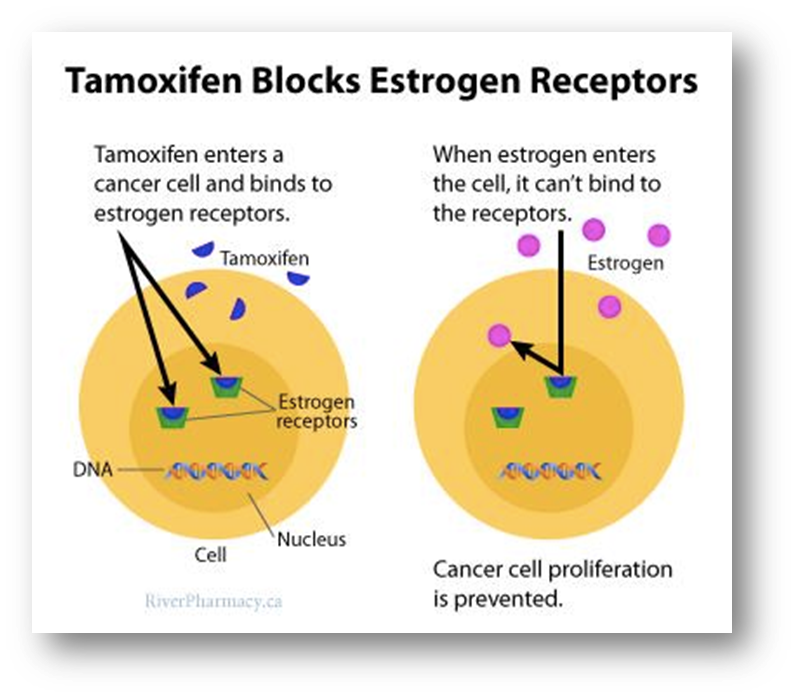 Tamoxifen Blocks Estrogen Receptors
Tamoxifen enters a
cancer cell and binds to
estrogen receptors.
Tamoxifen
Estrogen
receptors
DNA
Nucleus
Cell
RiverPharmacy.ca
When estrogen enters
the cell, it can't bind to
the receptors.
Estrogen
Cancer cell proliferation
is prevented.